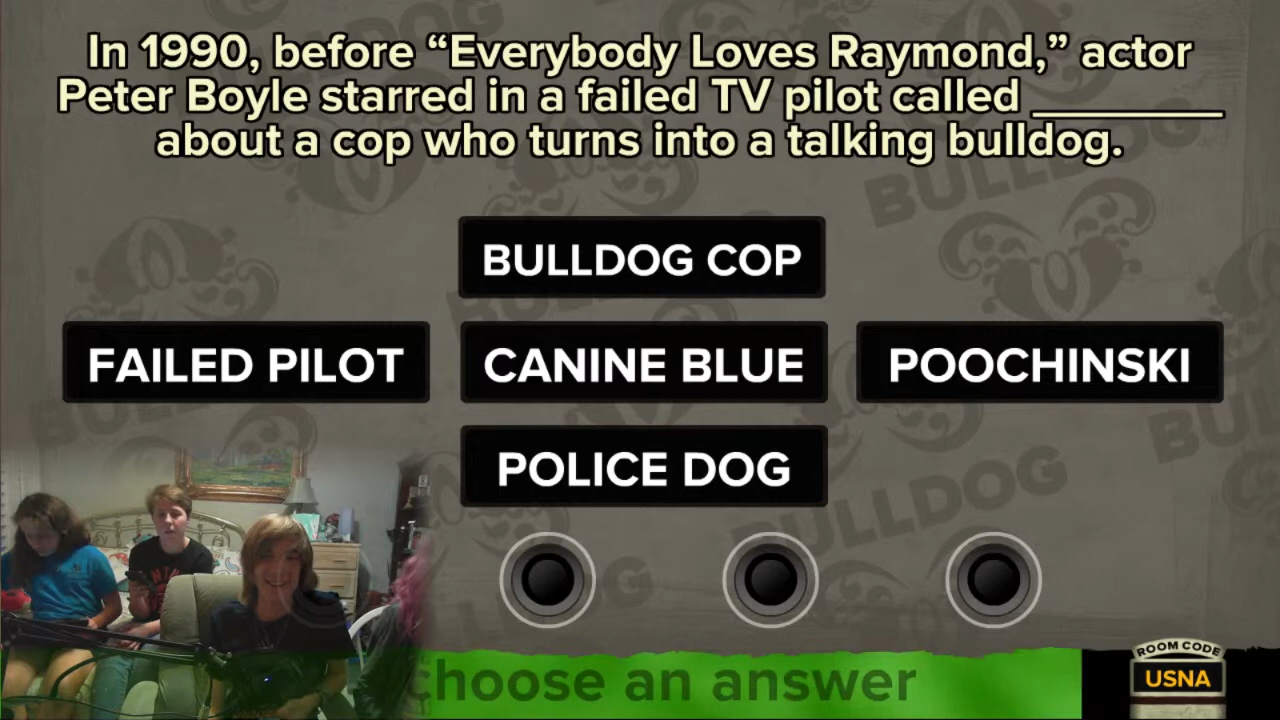 In 1990, before “Everybody Loves Raymond,” actor
Peter Boyle starred in a failed TV pilot called ________
about a cop who turns into a talking bulldog.
BULLDOG
BULLDOG COP
FAILED PILOT
CANINE BLUE
POOCHINSKI
POLICE DOG
BULLDOG
choose an answer
ROOM CODE
USNA